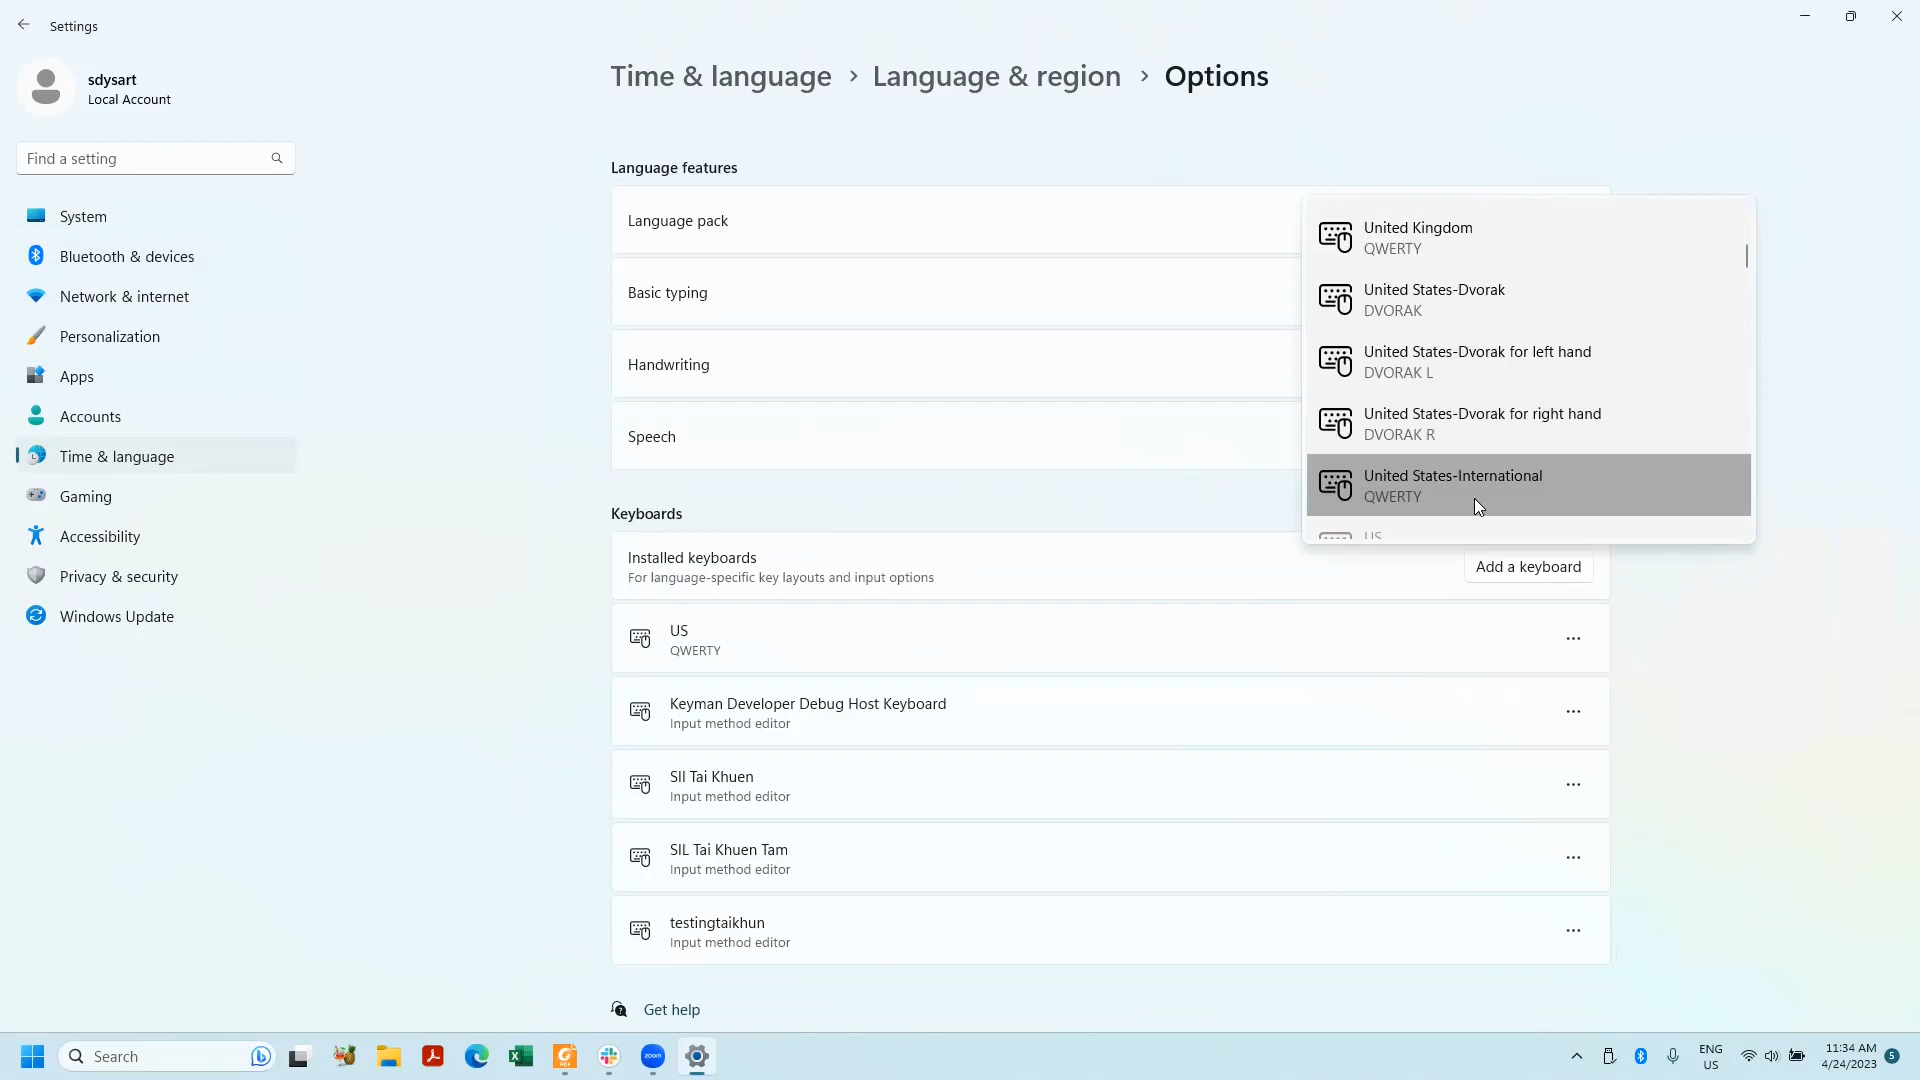 Settings
sdysart
Local Account
Find a setting
System
Bluetooth & devices
Network & internet
Personalization
Apps
Accounts
Time & language
Gaming
Accessibility
Privacy & security
Windows Update
Time & language > Language & region > Options
Language features
Language pack
Basic typing
Handwriting
Speech
United Kingdom
QWERTY
United States-Dvorak
DVORAK
United States-Dvorak for left hand
DVORAK L
United States-Dvorak for right hand
DVORAK R
United States-International
QWERTY
US
Keyboards
Installed keyboards
For language-specific key layouts and input options
Add a keyboard
US
QWERTY
Keyman Developer Debug Host Keyboard
Input method editor
SIl Tai Khuen
Input method editor
SIL Tai Khuen Tam
Input method editor
testingtaikhun
Input method editor
Get help
Search
zoom
ENG
US
11:34 AM
4/24/2023
5